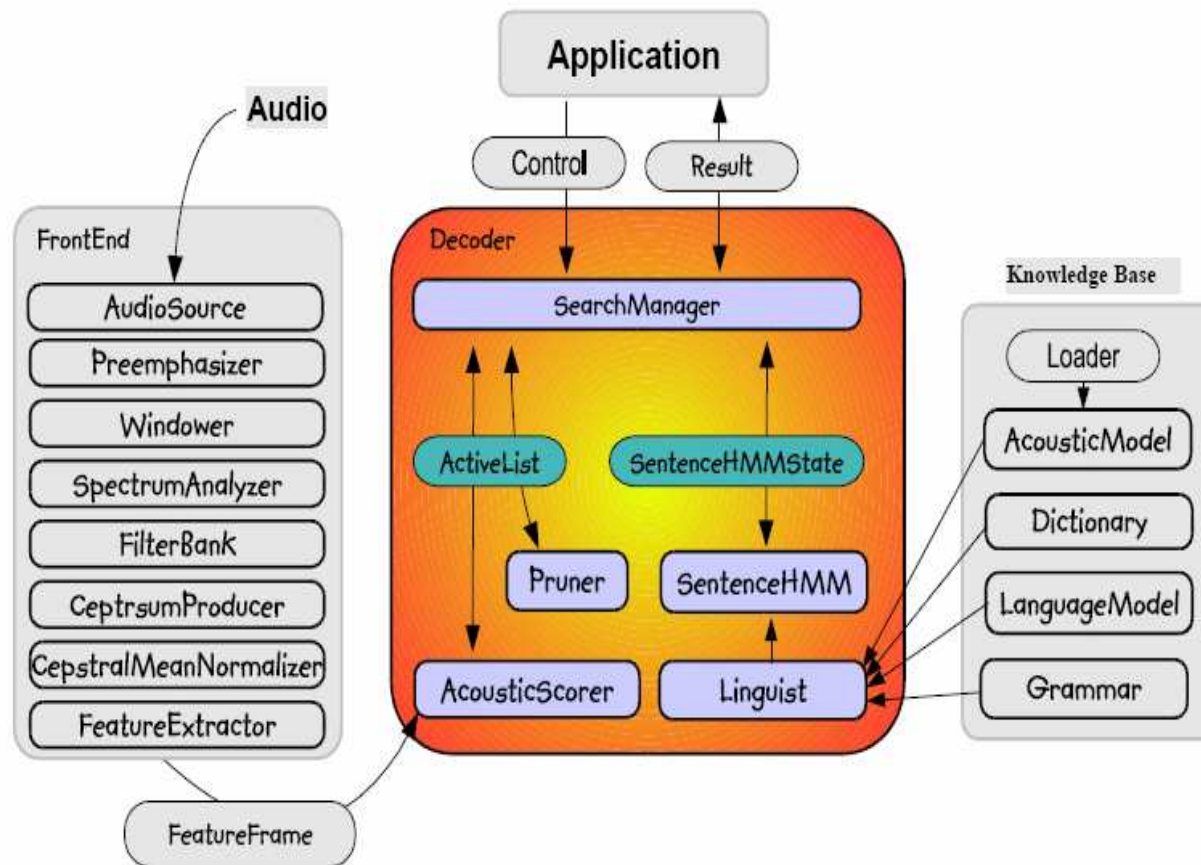 Application
Audio
Control
Result
FrontEnd
AudioSource
Preemphasizer
Windower
SpectrumAnalyzer
FilterBank
CeptrsumProducer
CepstralMeanNormalizer
FeatureExtractor
FeatureFrame
Decoder
SearchManager
ActiveList
SentenceHMMState
Pruner
SentenceHMM
AcousticScorer
Linguist
Knowledge Base
Loader
AcousticModel
Dictionary
LanguageModel
Grammar